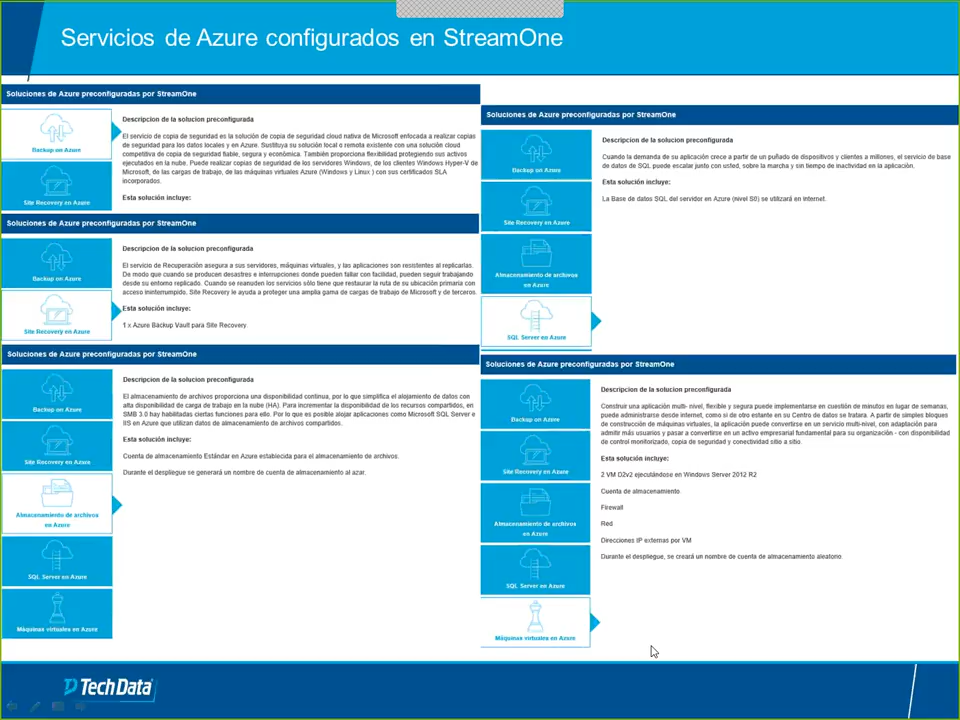 Servicios de Azure configurados en StreamOne
Soluciones de Azure preconfiguradas por StreamOne
Backup on Azure
Site Recovery en Azure
Descripcion de la solucion preconfigurada
El servicio de copia de seguridad es la solución de copia de seguridad cloud nativa de Microsoft enfocada a realizar copias
de seguridad para los datos locales y en Azure. Sustituya su solución local o remota existente con una solución cloud
competitiva de copia de seguridad fiable, segura y económica. También proporciona flexibilidad protegiendo sus activos
ejecutados en la nube. Puede realizar copias de seguridad de los servidores Windows, de los clientes Windows Hyper-V de
Microsoft, de las cargas de trabajo, de las máquinas virtuales Azure (Windows y Linux ) con sus certificados SLA
incorporados.
Esta solución incluye:
Soluciones de Azure preconfiguradas por StreamOne
Backup on Azure
Site Recovery en Azure
Descripcion de la solucion preconfigurada
El servicio de Recuperación asegura a sus servidores, máquinas virtuales, y las aplicaciones son resistentes al replicarlas.
De modo que cuando se producen desastres e interrupciones donde pueden fallar con facilidad, pueden seguir trabajando
desde su entorno replicado. Cuando se reanuden los servicios sólo tiene que restaurar la ruta de su ubicación primaria con
acceso ininterrumpido. Site Recovery le ayuda a proteger una amplia gama de cargas de trabajo de Microsoft y de terceros.
Esta solución incluye:
1 x Azure Backup Vault para Site Recovery.
Soluciones de Azure preconfiguradas por StreamOne
Backup on Azure
Site Recovery en Azure
Almacenamiento de archivos
en Azure
SQL Server en Azure
Máquinas virtuales en Azure
Descripcion de la solucion preconfigurada
El almacenamiento de archivos proporciona una disponibilidad continua, por lo que simplifica el alojamiento de datos con
alta disponibilidad de carga de trabajo en la nube (HA). Para incrementar la disponibilidad de los recursos compartidos, en
SMB 3.0 hay habilitadas ciertas funciones para ello. Por lo que es posible alojar aplicaciones como Microsoft SQL Server e
IIS en Azure que utilizan datos de almacenamiento de archivos compartidos.
Esta solución incluye:
Cuenta de almacenamiento Estándar en Azure establecida para el almacenamiento de archivos.
Durante el despliegue se generará un nombre de cuenta de almacenamiento al azar.
Soluciones de Azure preconfiguradas por StreamOne
Backup on Azure
Site Recovery en Azure
Almacenamiento de archivos
en Azure
SQL Server en Azure
Descripcion de la solucion preconfigurada
Cuando la demanda de su aplicación crece a partir de un puñado de dispositivos y clientes a millones, el servicio de base
de datos de SQL puede escalar junto con usted, sobre la marcha y sin tiempo de inactividad en la aplicación.
Esta solución incluye:
La Base de datos SQL del servidor en Azure (nivel S0) se utilizará en internet.
Soluciones de Azure preconfiguradas por StreamOne
Backup on Azure
Site Recovery en Azure
Almacenamiento de archivos
en Azure
SQL Server en Azure
Máquinas virtuales en Azure
Descripcion de la solucion preconfigurada
Construir una aplicación multi- nivel, flexible y segura puede implementarse en cuestión de minutos en lugar de semanas,
puede administrarse desde internet, como si de otro estante en su Centro de datos se tratara. A partir de simples bloques
de construcción de máquinas virtuales, la aplicación puede convertirse en un servicio multi-nivel, con adaptación para
admitir más usuarios y pasar a convertirse en un activo empresarial fundamental para su organización - con disponibilidad
de control monitorizado, copia de seguridad y conectividad sitio a sitio.
Esta solución incluye:
2 VM D2v2 ejecutándose en Windows Server 2012 R2
Cuenta de almacenamiento
Firewall
Red
Direcciones IP externas por VM
Durante el despliegue, se creará un nombre de cuenta de almacenamiento aleatorio.
Tech Data